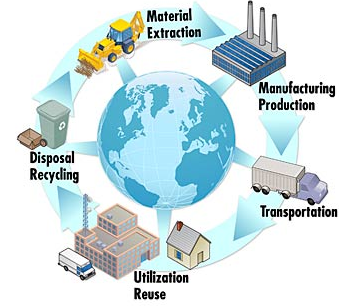 Material
Extraction
Manufacturing
Production
Transportation
Utilization
Reuse
Disposal
Recycling